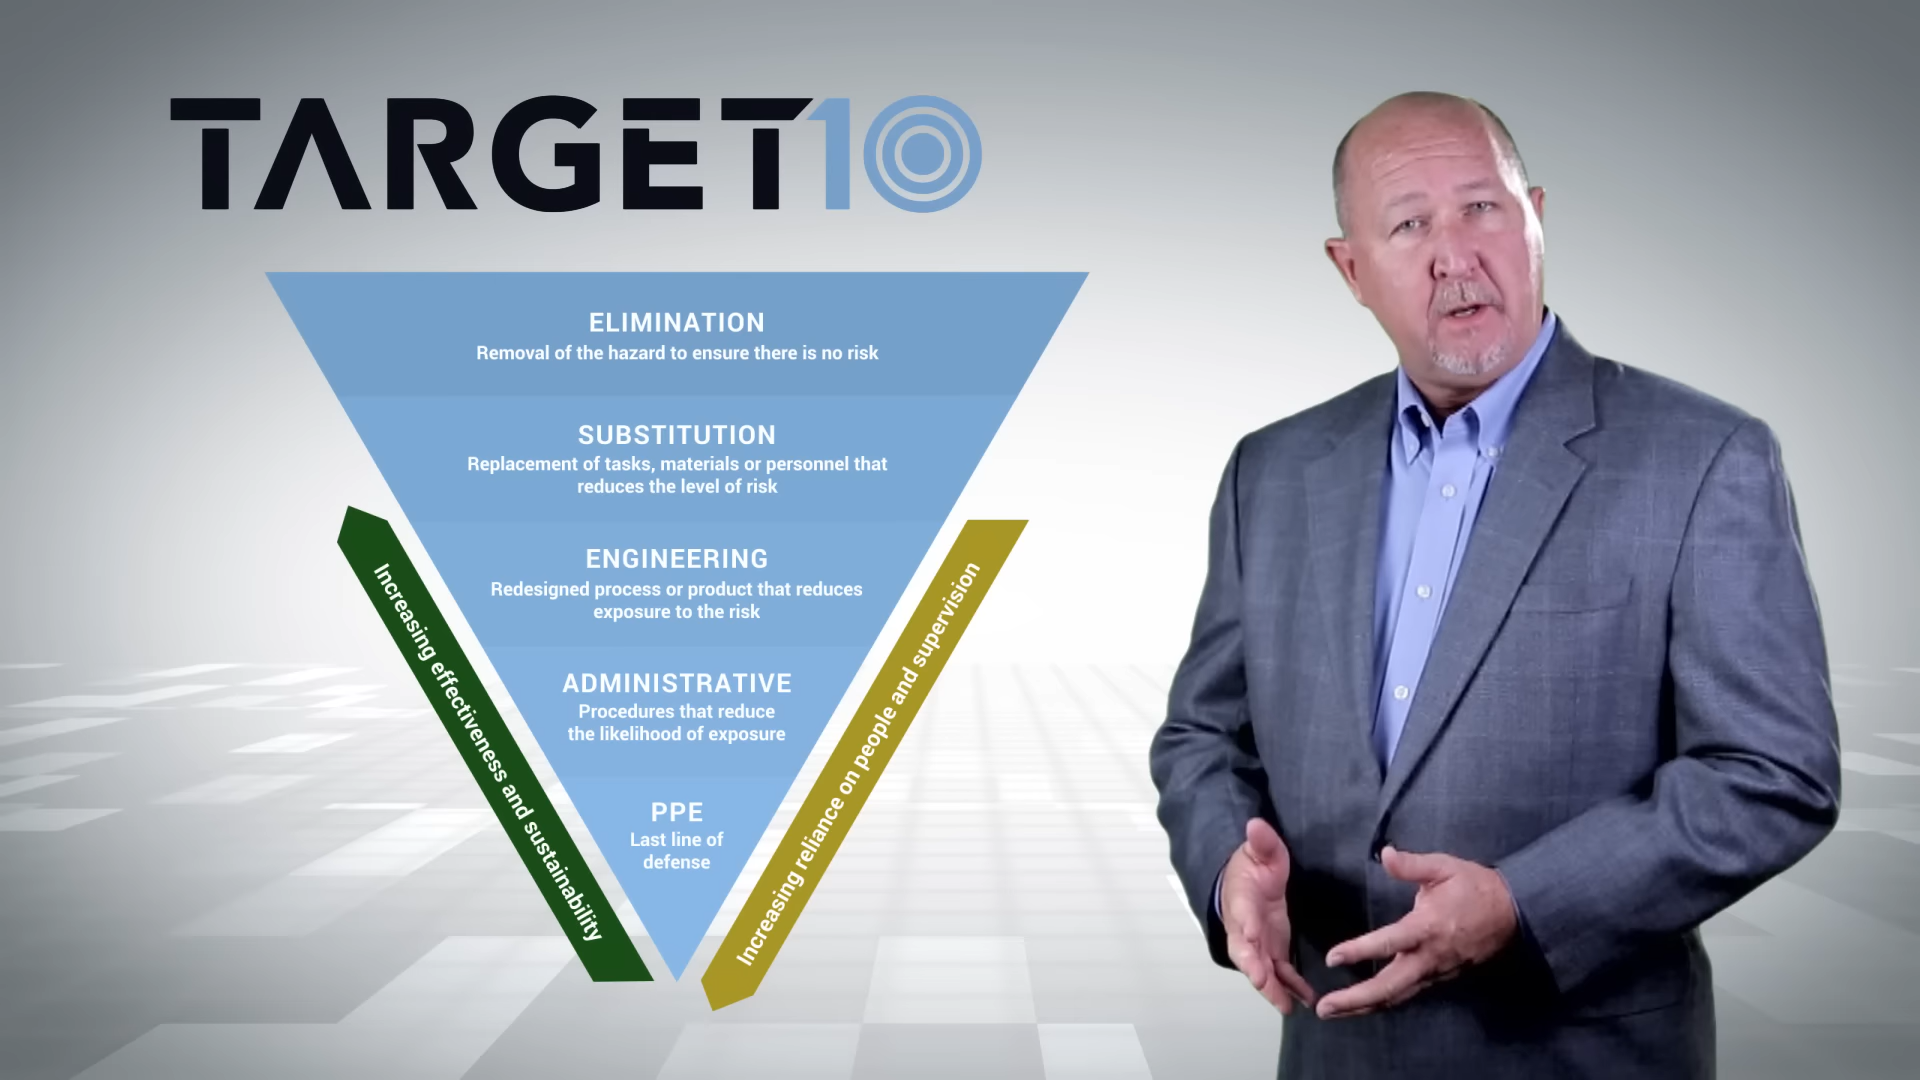 TARGET10
ELIMINATION
Removal of the hazard to ensure there is no risk
SUBSTITUTION
Replacement of tasks, materials or personnel that
reduces the level of risk
ENGINEERING
Redesigned process or product that reduces
exposure to the risk
ADMINISTRATIVE
Procedures that reduce
the likelihood of exposure
PPE
Last line of
defense
Increasing effectiveness and sustainability
Increasing reliance on people and supervision